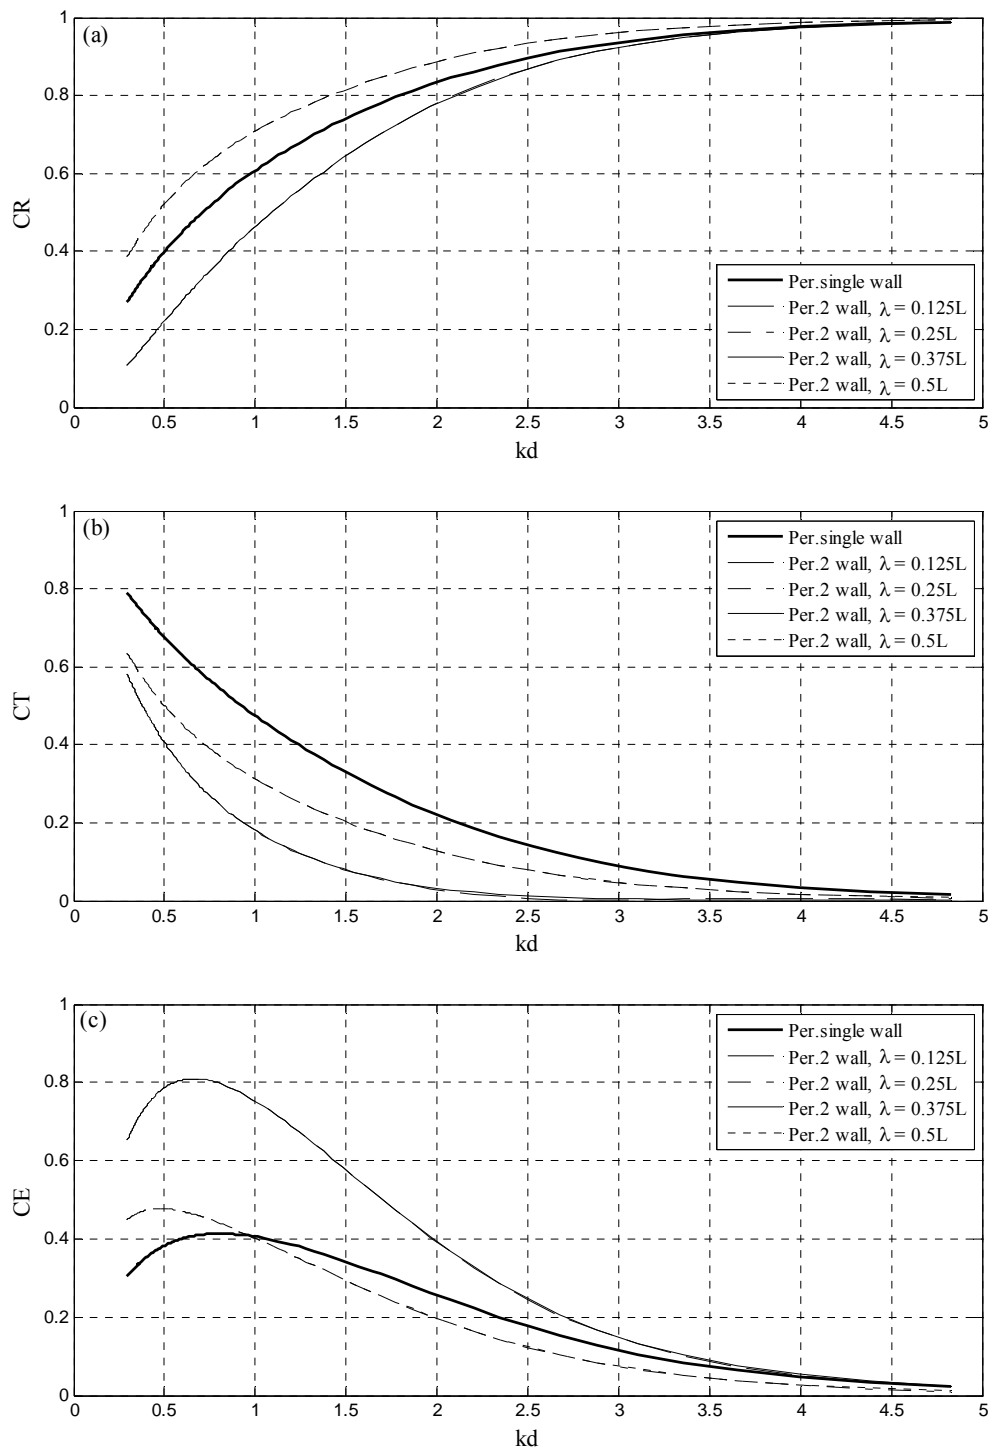 (a)
1
0.8
0.6
0.4
0.2
0
CR
0 0.5 1 1.5 2 2.5 3 3.5 4 4.5 5
kd
Per.single wall
Per.2 wall, λ = 0.125L
Per.2 wall, λ = 0.25L
Per.2 wall, λ = 0.375L
Per.2 wall, λ = 0.5L
(b)
1
0.8
0.6
0.4
0.2
0
CT
0 0.5 1 1.5 2 2.5 3 3.5 4 4.5 5
kd
Per.single wall
Per.2 wall, λ = 0.125L
Per.2 wall, λ = 0.25L
Per.2 wall, λ = 0.375L
Per.2 wall, λ = 0.5L
(c)
1
0.8
0.6
0.4
0.2
0
CE
0 0.5 1 1.5 2 2.5 3 3.5 4 4.5 5
kd
Per.single wall
Per.2 wall, λ = 0.125L
Per.2 wall, λ = 0.25L
Per.2 wall, λ = 0.375L
Per.2 wall, λ = 0.5L